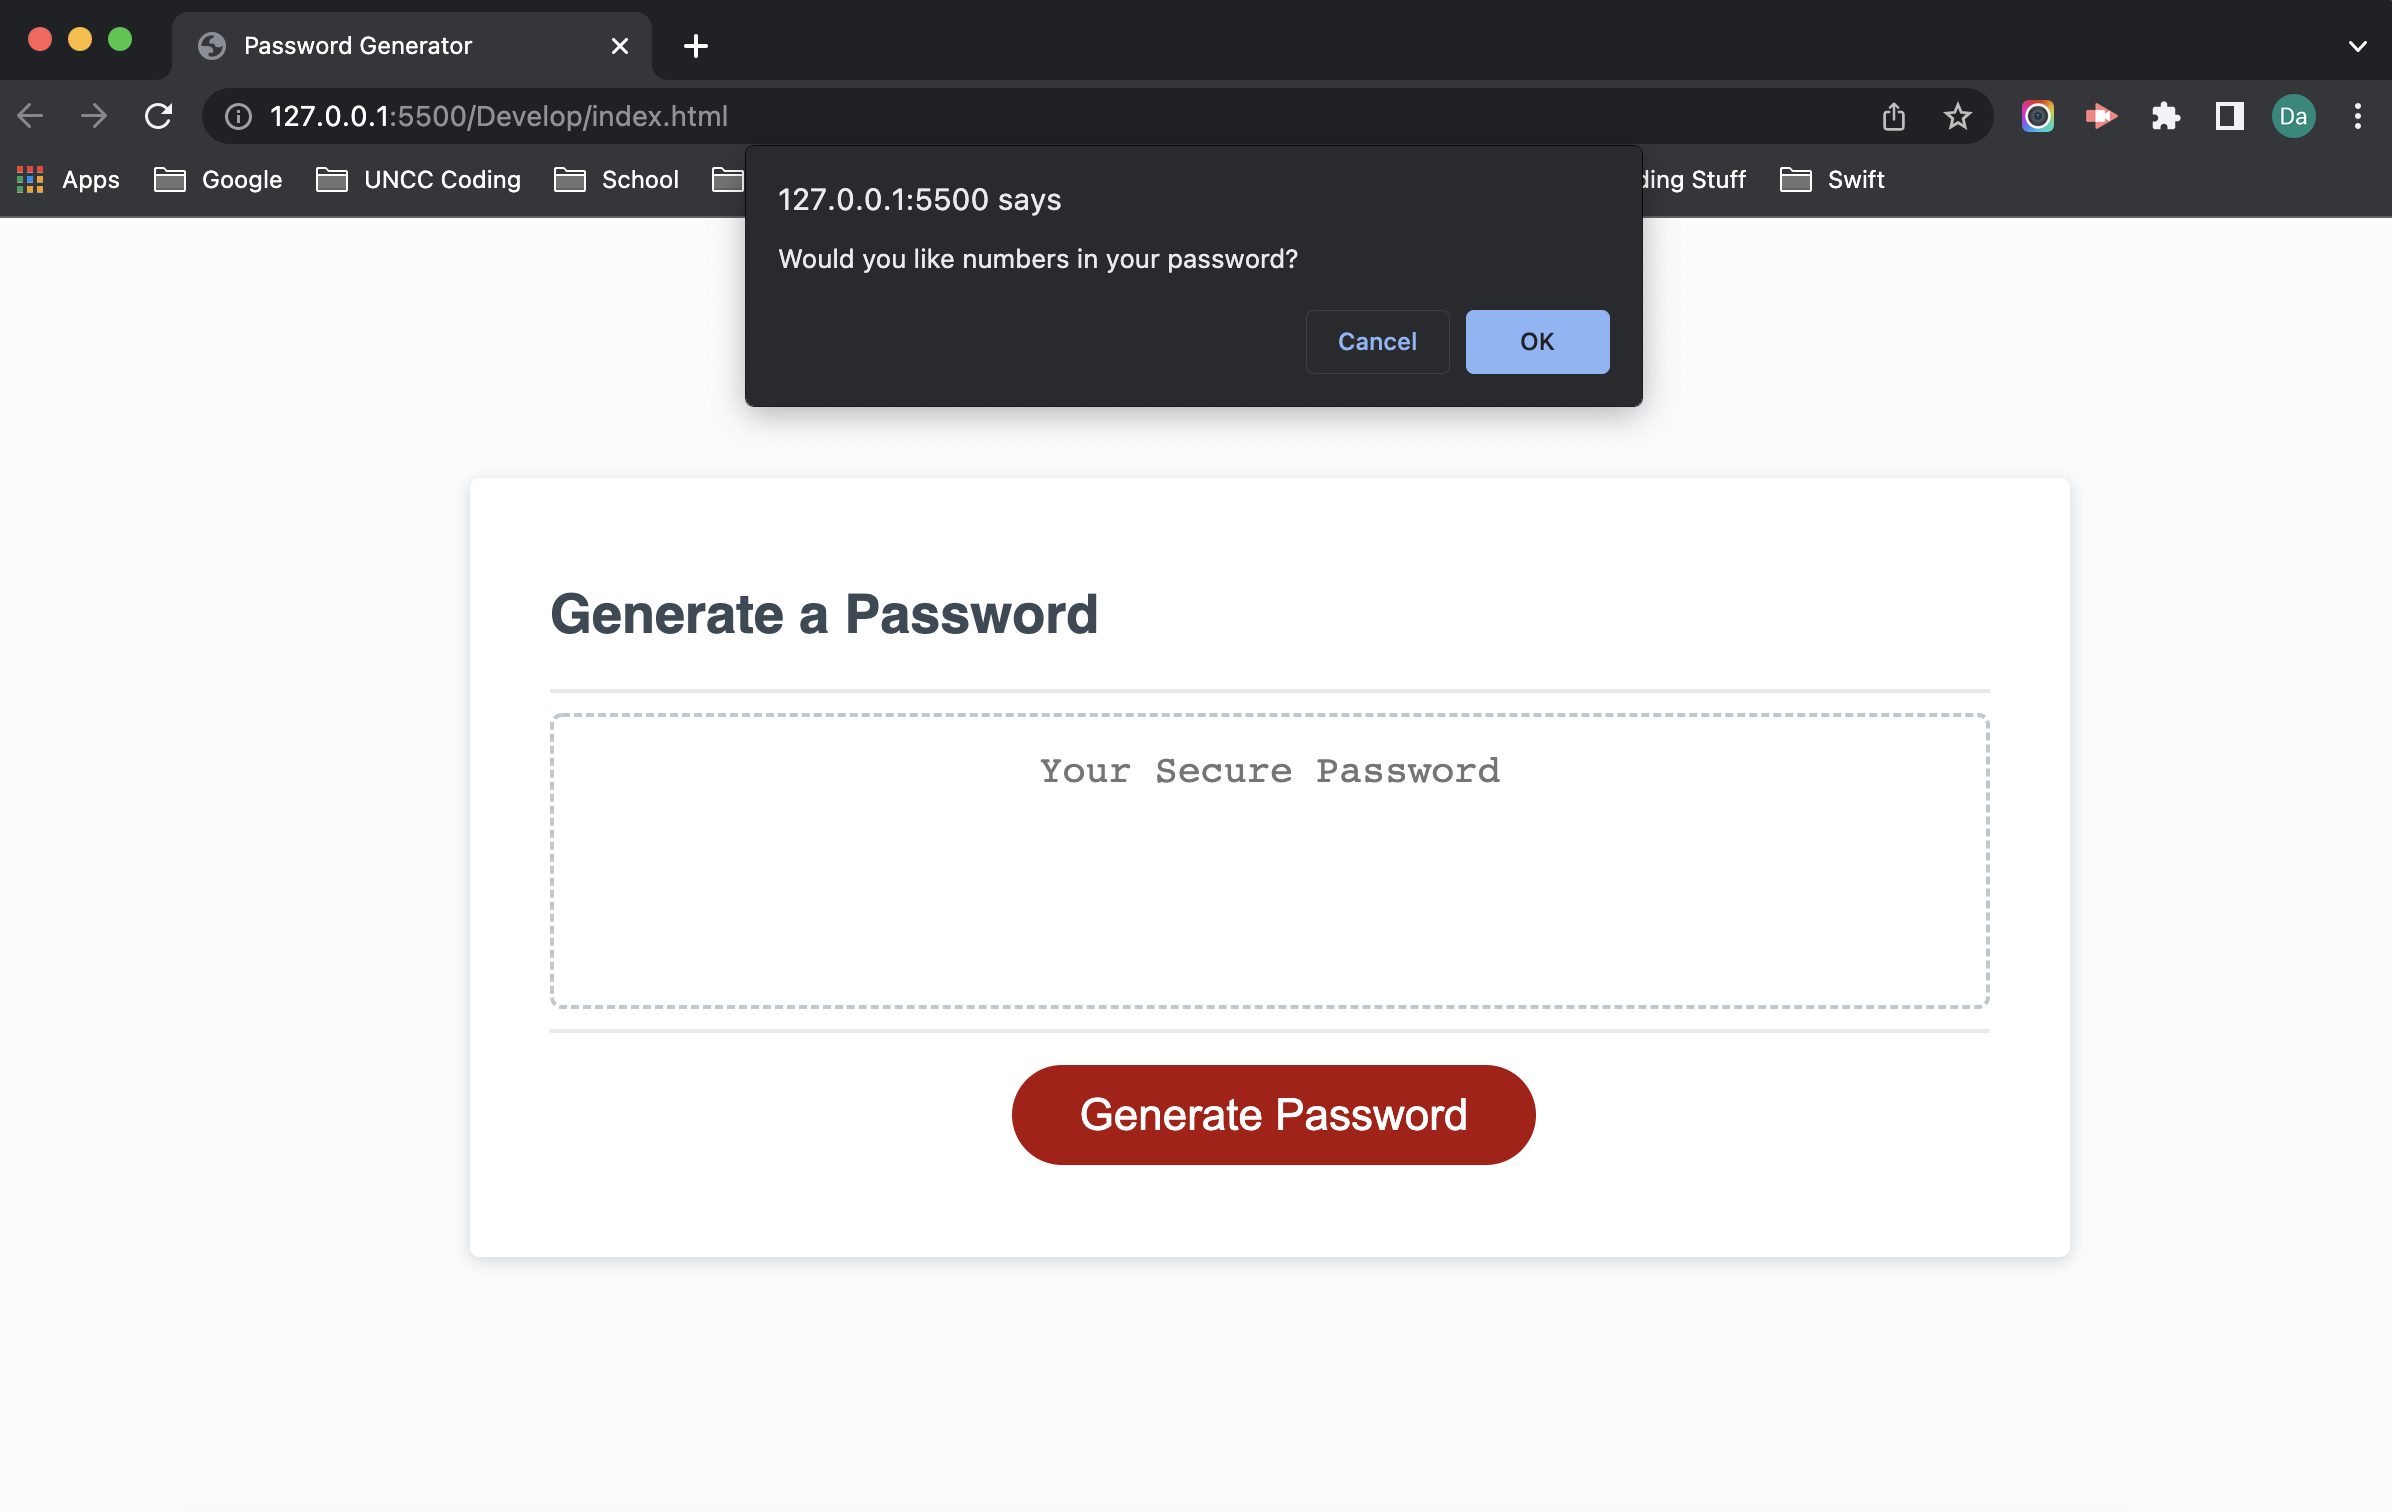 Password Generator
127.0.0.1:5500/Develop/index.html
Da
Apps Google UNCC Coding School ding Stuff Swift
127.0.0.1:5500 says
Would you like numbers in your password?
Cancel OK
Generate a Password
Your Secure Password
Generate Password